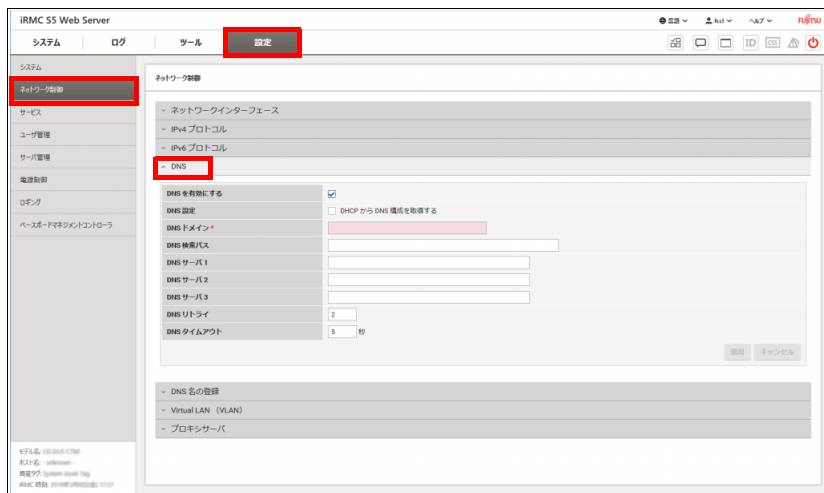 iRMC S5 Web Server
言語 fect ヘルプ FUJITSU
システム ログ ツール 設定
ID CSS
システム
ネットワーク制御
サービス
ユーザ管理
サーバ管理
電源制御
ロギング
ベースボードマネジメントコントローラ
ネットワーク制御
ネットワークインターフェース
IPv4 プロトコル
IPv6 プロトコル
DNS
DNS を有効にする
DNS 設定 DHCP から DNS 構成を取得する
DNS ドメイン *
DNS 検索パス
DNS サーバ 1
DNS サーバ 2
DNS サーバ 3
DNS リトライ 2
DNS タイムアウト 5 秒
適用 キャンセル
DNS 名の登録
Virtual LAN （VLAN）
プロキシサーバ
モデル名:
ホスト名: - unknown -
資産タグ: System Asset Tag
iRMC 時刻: